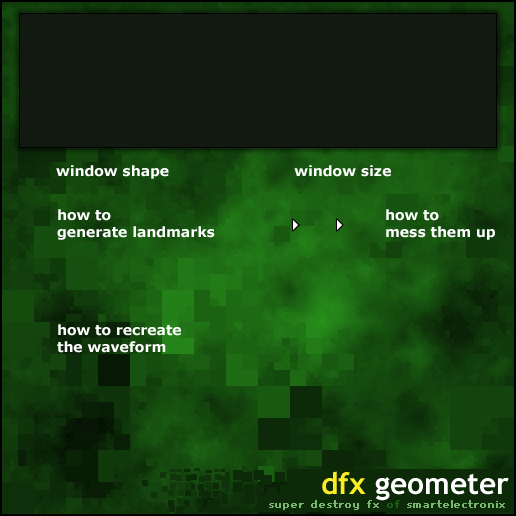 window shape
window size
how to
generate landmarks
how to
mess them up
how to recreate
the waveform
dfx geometer
super destroy fx of smartelectronix